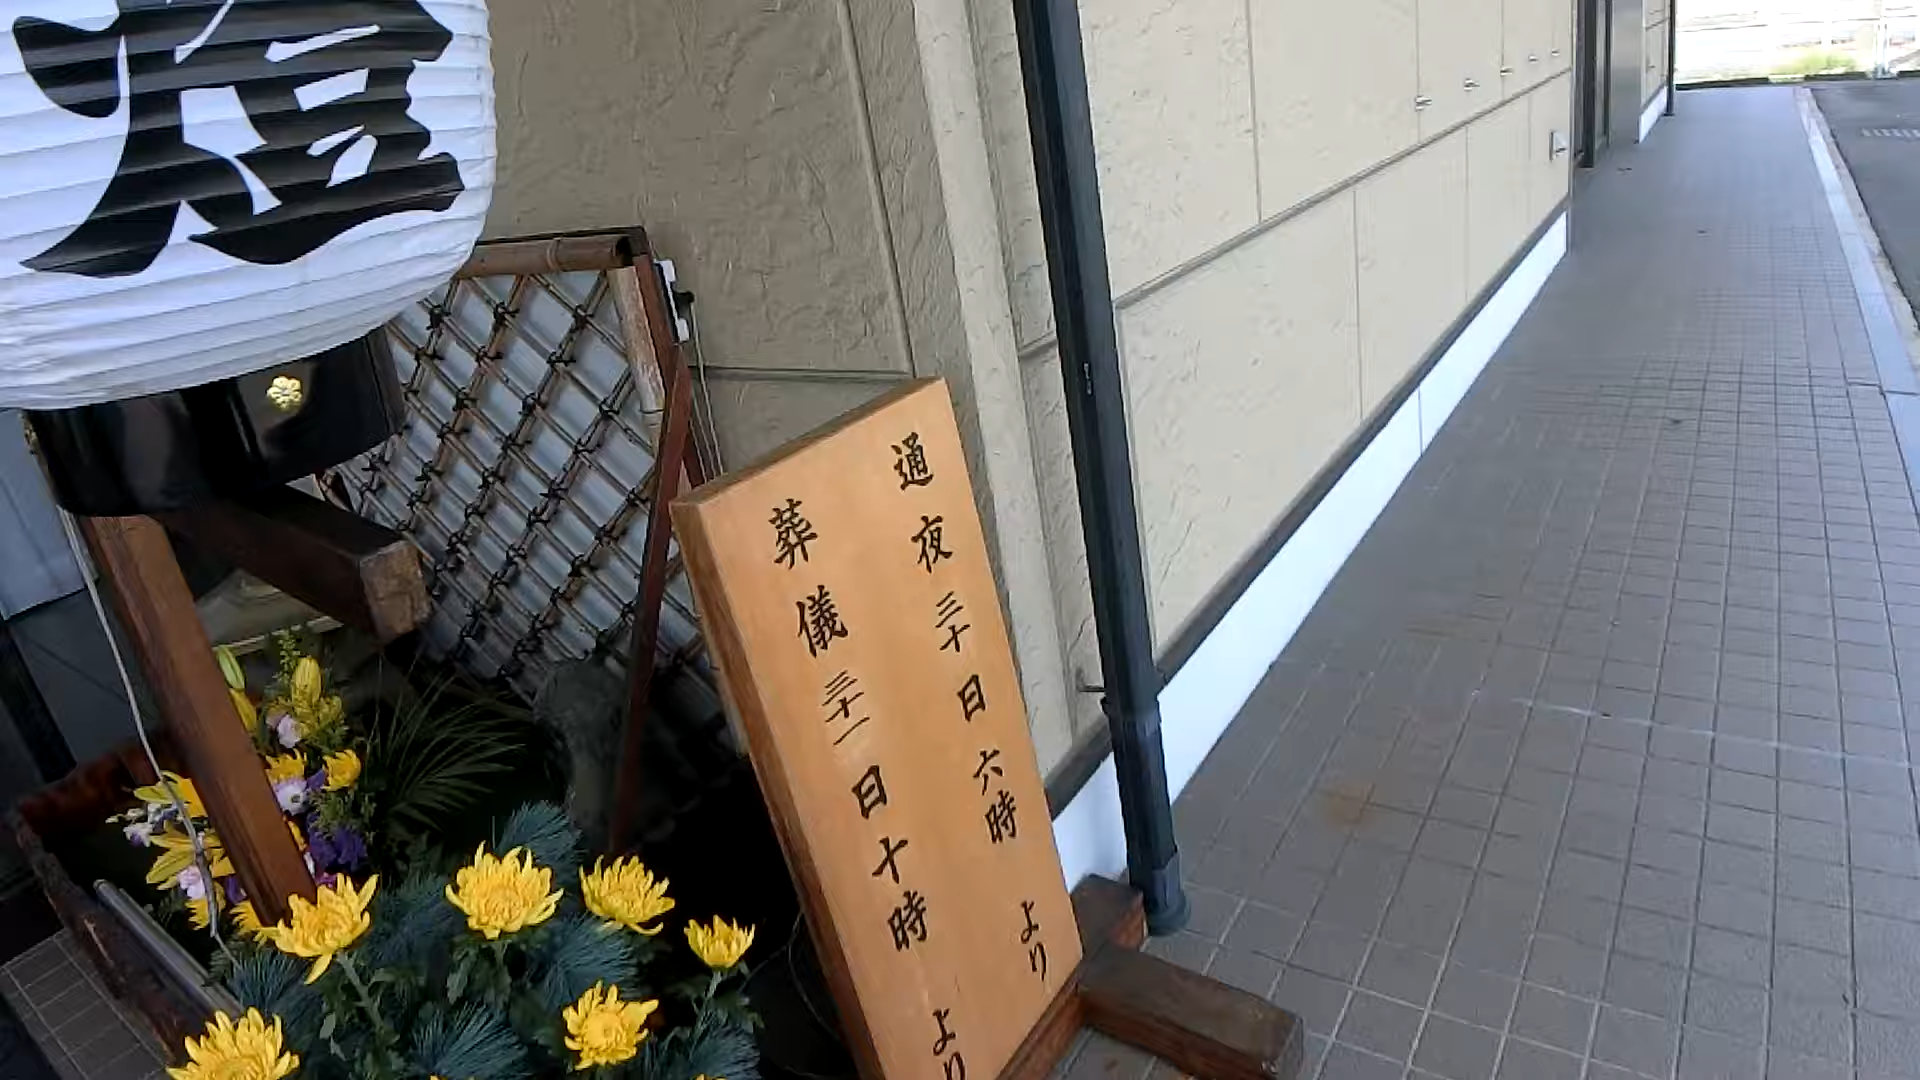 通夜三十日六時 より
葬儀三十一日十時 より
燈